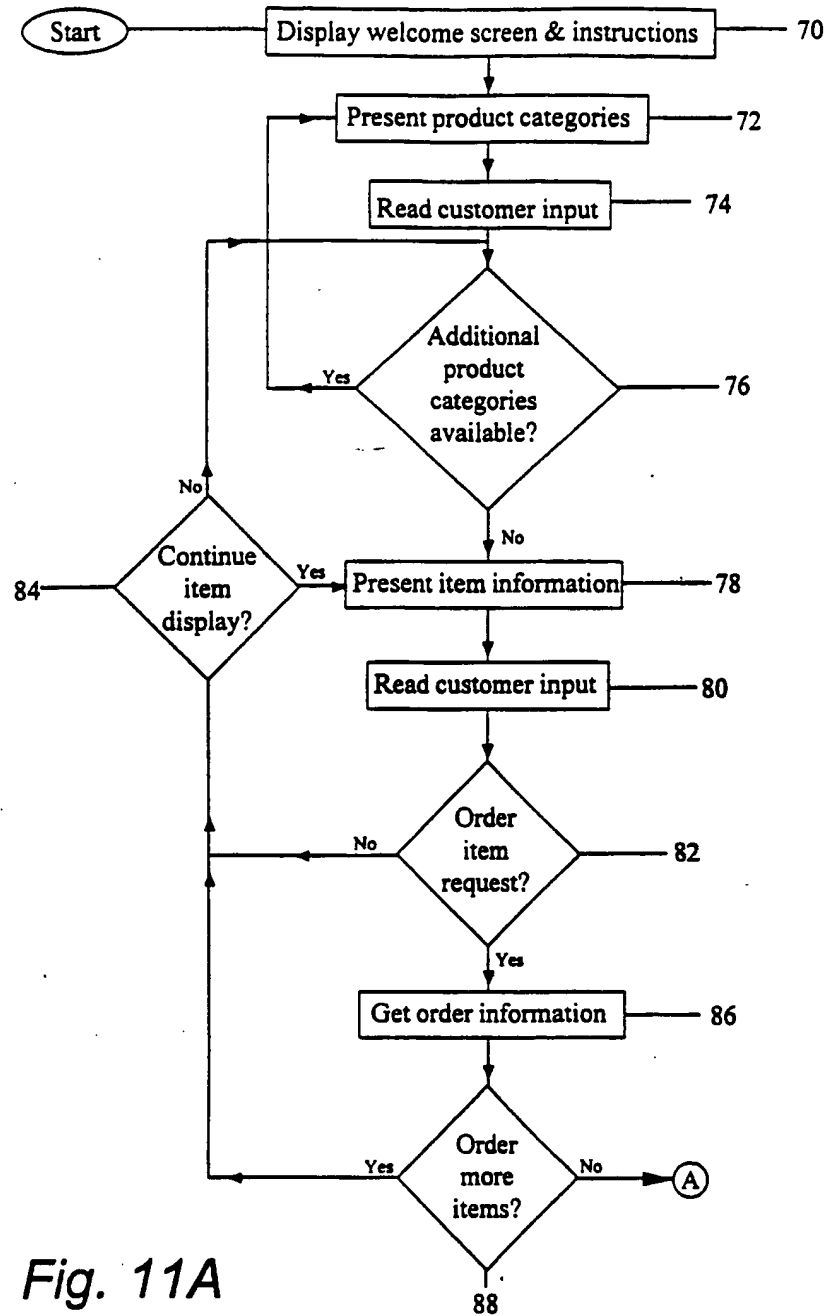 Start
Display welcome screen & instructions
70
Present product categories
72
Read customer input
74
Additional
product
categories
available?
Yes
76
No
No
Continue
item
display?
Yes
84
Present item information
78
Read customer input
80
Order
item
request?
No
82
Yes
Get order information
86
Order
more
items?
Yes
No
A
88
Fig. 11A